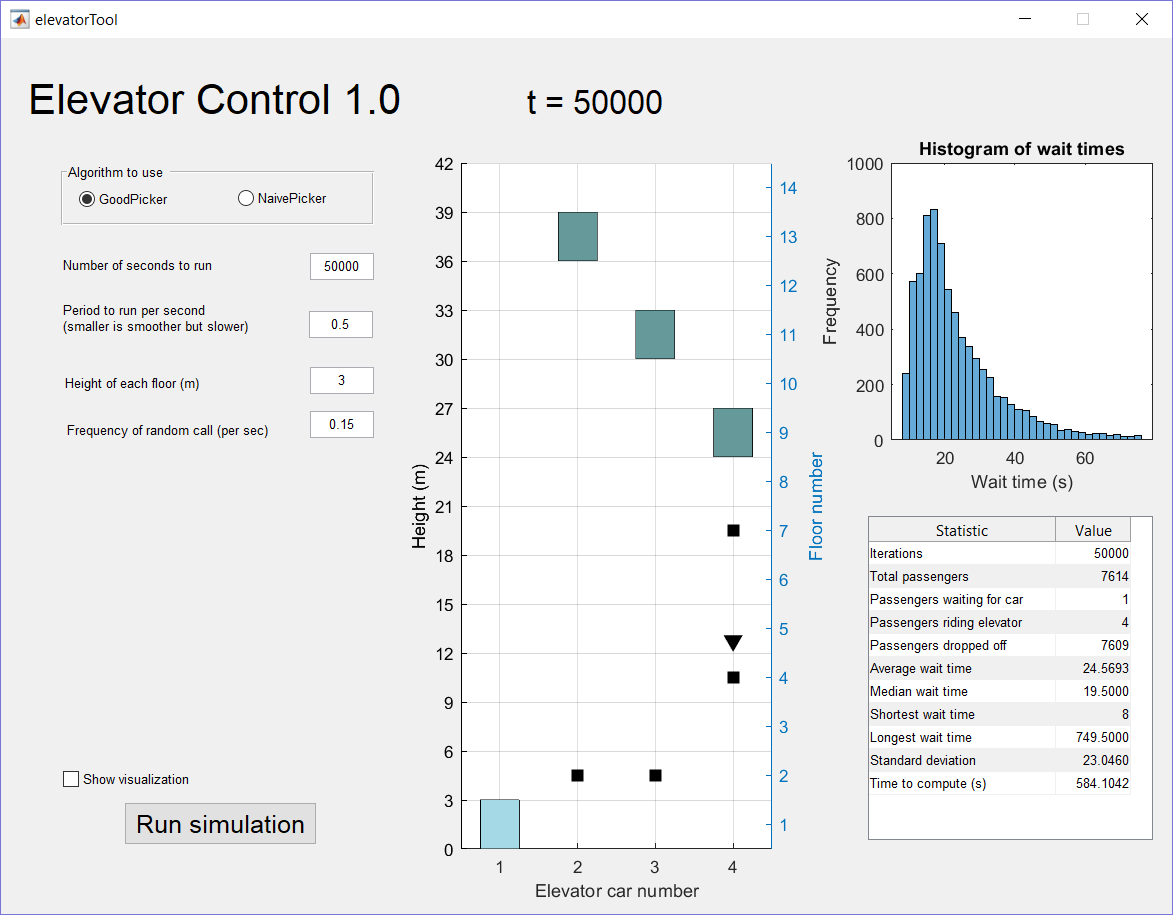 elevatorTool
Elevator Control 1.0
t = 50000
Algorithm to use
GoodPicker NaivePicker
Number of seconds to run 50000
Period to run per second
(smaller is smoother but slower) 0.5
Height of each floor (m) 3
Frequency of random call (per sec) 0.15
Show visualization
Run simulation
42
39
36
33
30
27
24
21
18
15
12
9
6
3
0
Height (m)
14
13
12
11
10
9
8
7
6
5
4
3
2
1
Floor number
1 2 3 4
Elevator car number
Histogram of wait times
1000
800
600
400
200
0
Frequency
20 40 60
Wait time (s)
Statistic Value
Iterations 50000
Total passengers 7614
Passengers waiting for car 1
Passengers riding elevator 4
Passengers dropped off 7609
Average wait time 24.5693
Median wait time 19.5000
Shortest wait time 8
Longest wait time 749.5000
Standard deviation 23.0460
Time to compute (s) 584.1042